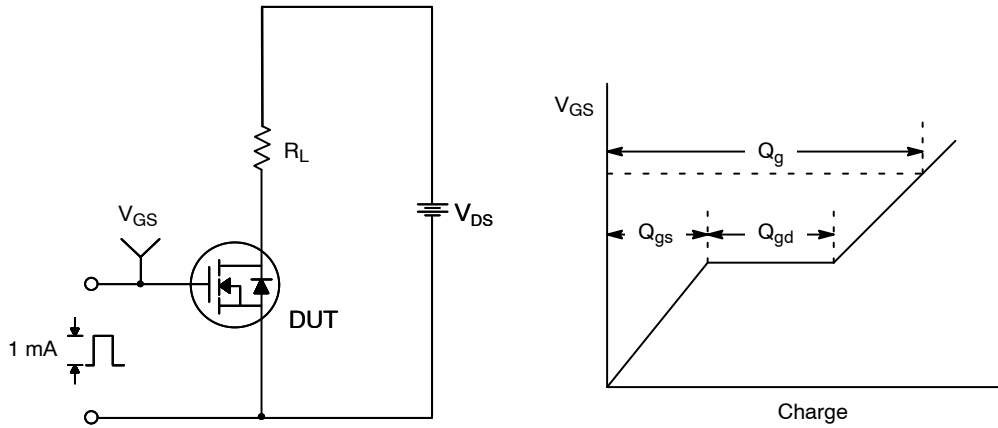 R_L
V_GS
V_DS
DUT
1 mA
V_GS
Q_g
Q_gs
Q_gd
Charge